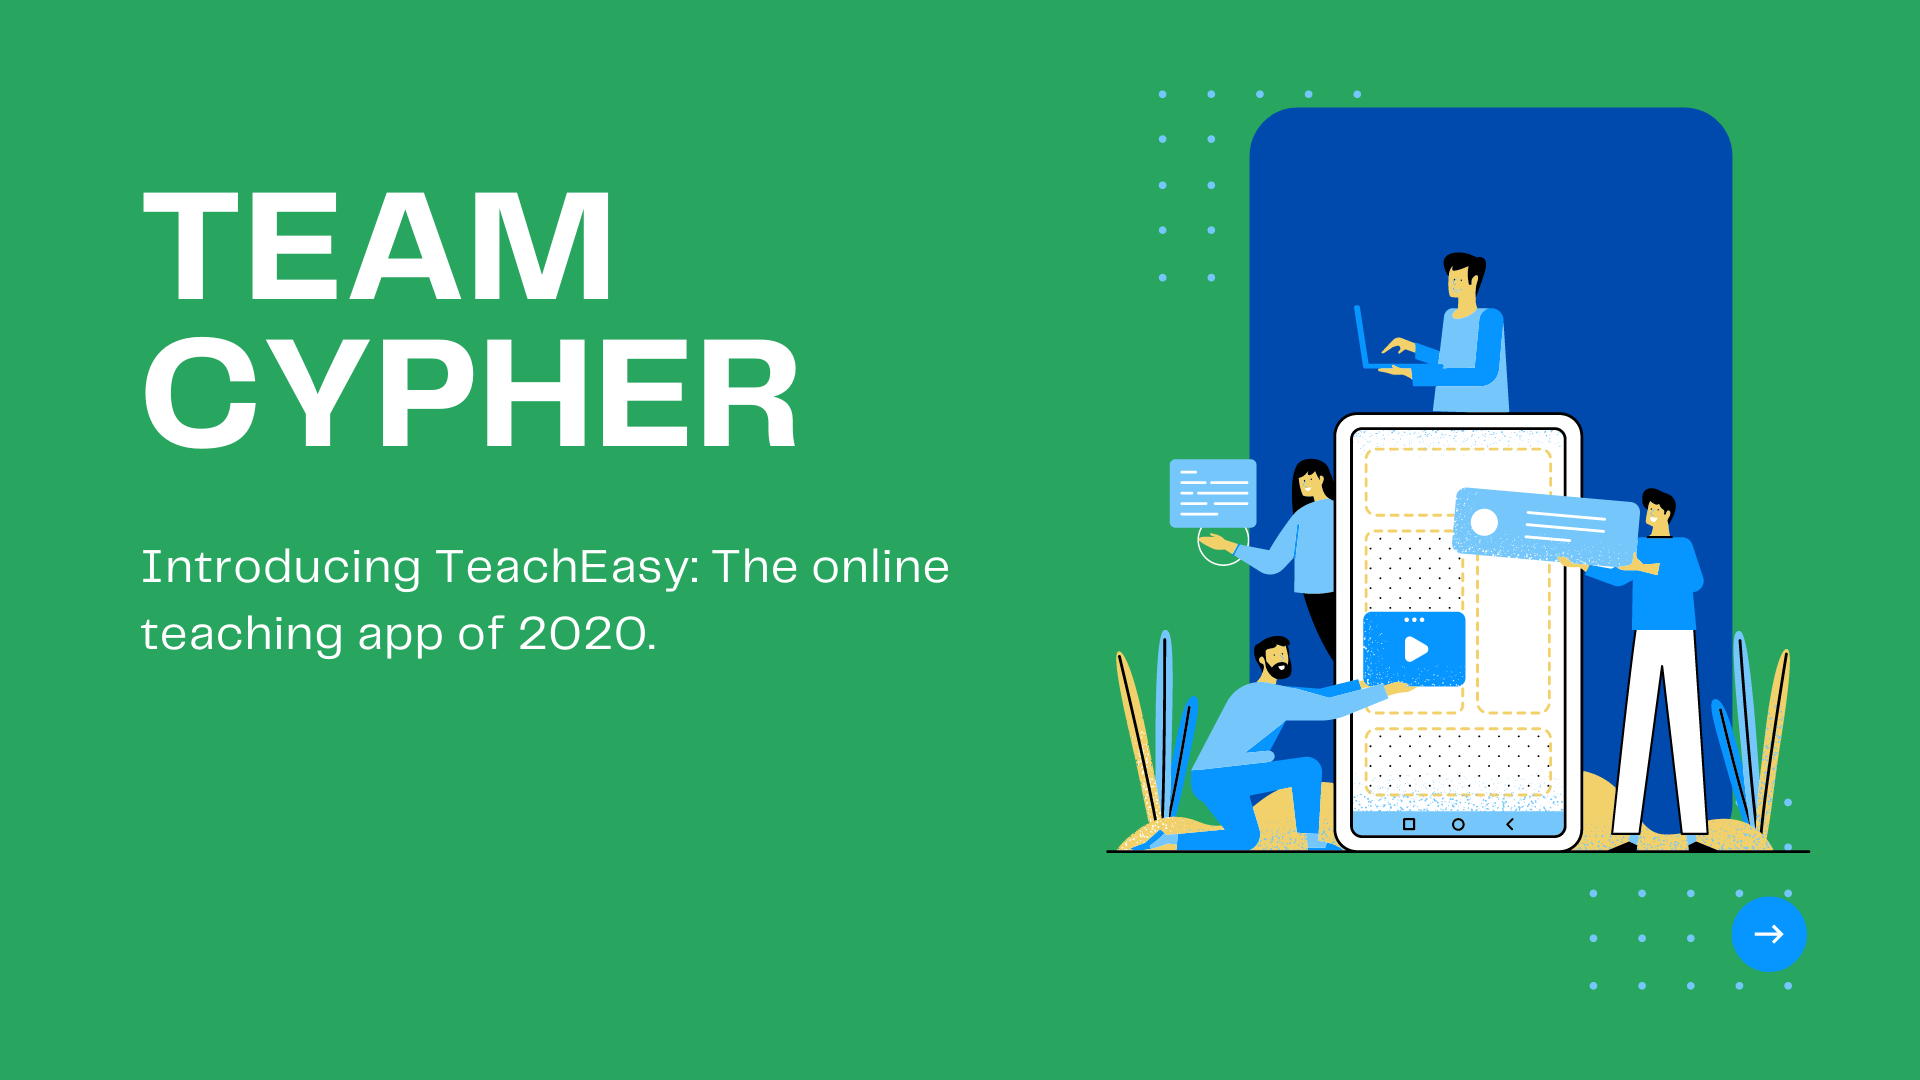 TEAM
CYPHER
Introducing TeachEasy: The online
teaching app of 2020.